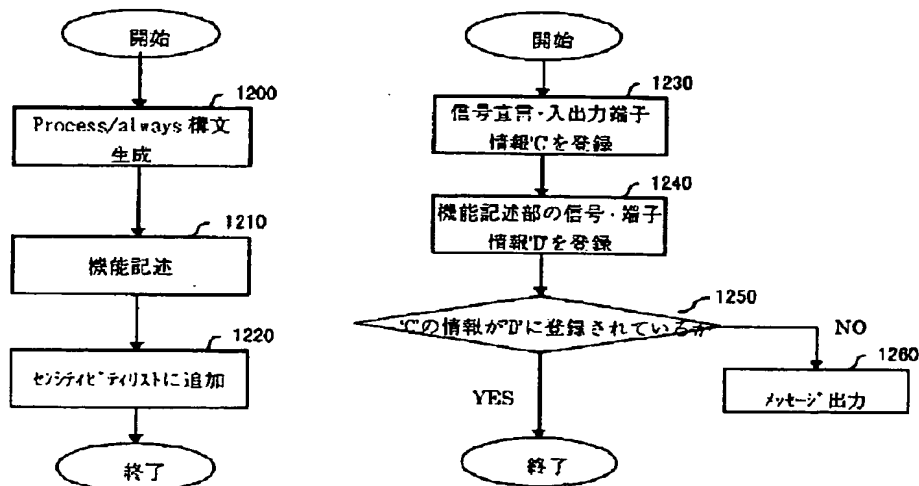 開始
1200
Process/always 構文
生成
1210
機能記述
1220
センシティビティリストに追加
終了
開始
1230
信号宣言・入出力端子
情報'C'を登録
1240
機能記述部の信号・端子
情報'D'を登録
1250
'C'の情報が'D'に登録されているか
NO
1260
メッセージ出力
YES
終了